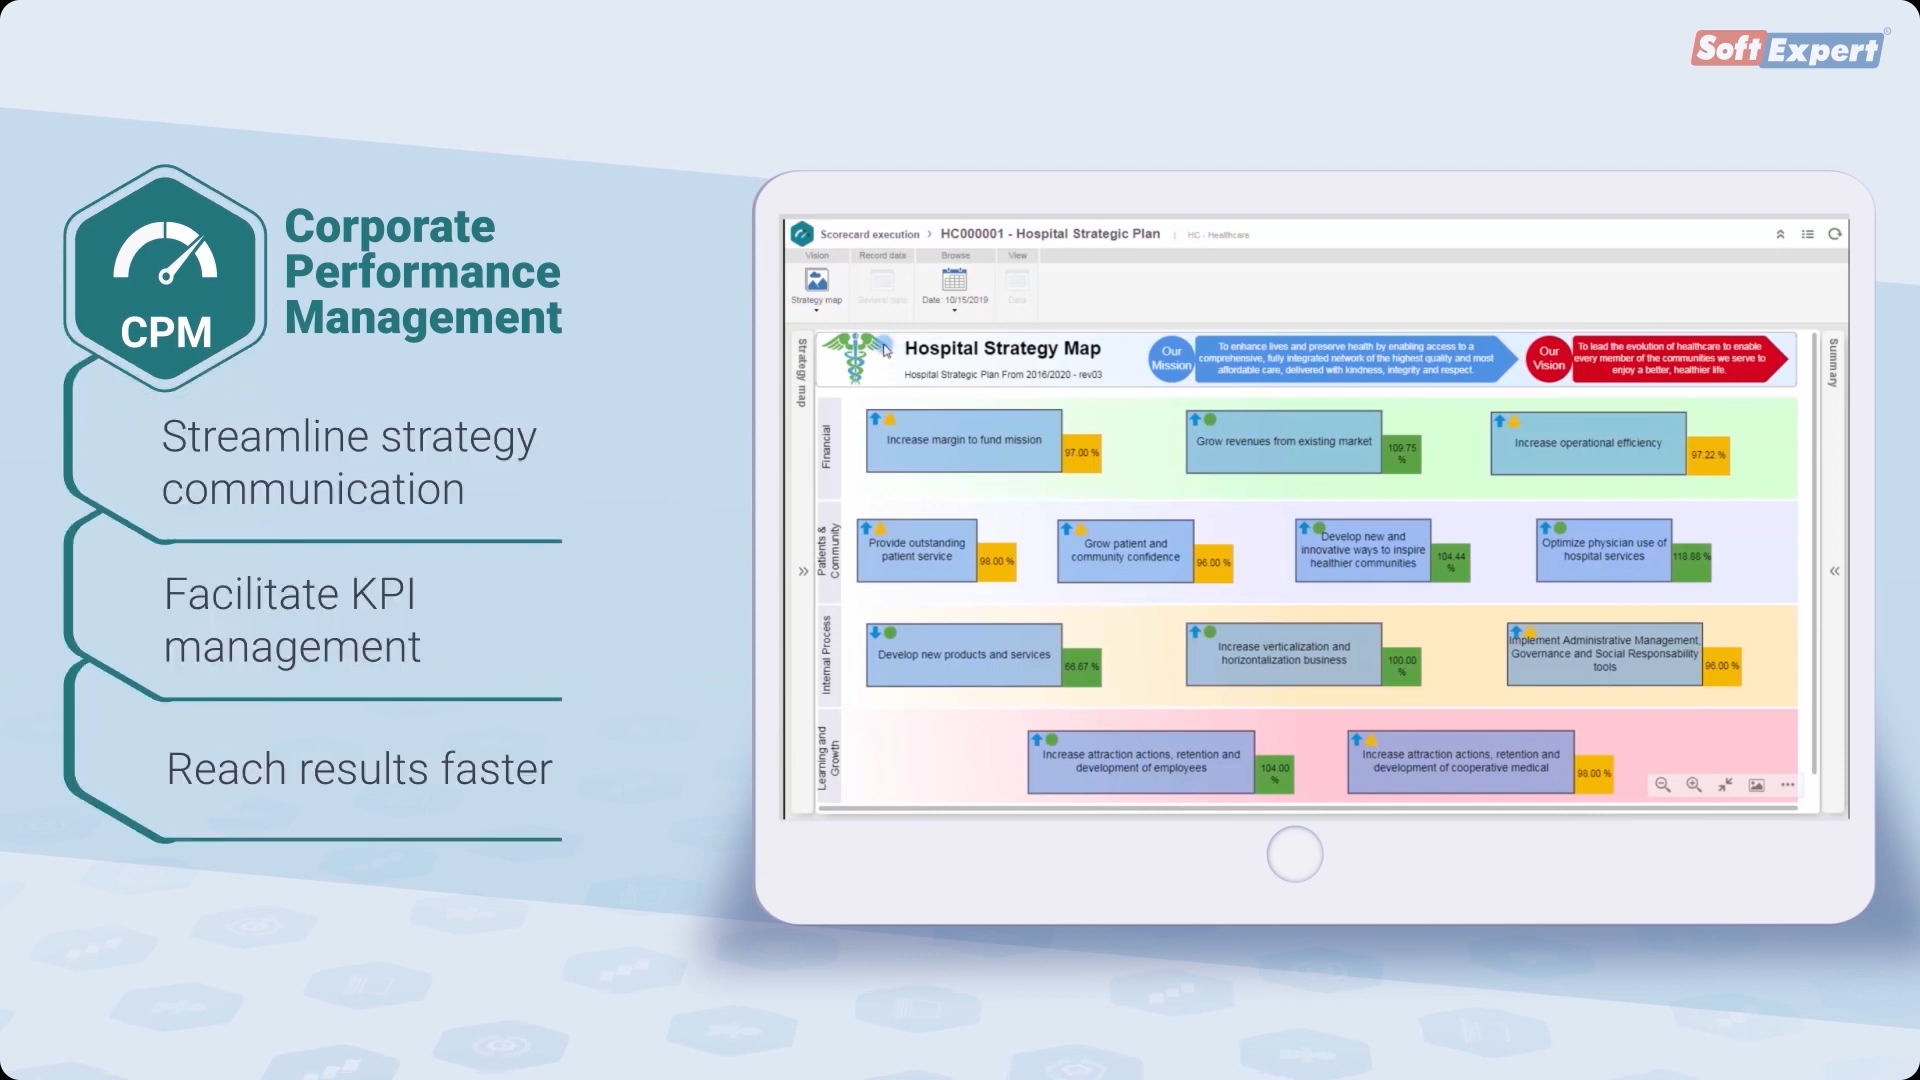 SoftExpert®
CPM
Corporate
Performance
Management
Streamline strategy
communication
Facilitate KPI
management
Reach results faster
Scorecard execution > HC000001 - Hospital Strategic Plan | HC - Healthcare
Vision Record data Browse View
Strategy map General data Date: 10/15/2019 Data
Strategy map
Summary
Hospital Strategy Map
Hospital Strategic Plan From 2016/2020 - rev03
Our
Mission
To enhance lives and preserve health by enabling access to a
comprehensive, fully integrated network of the highest quality and most
affordable care, delivered with kindness, integrity and respect.
Our
Vision
To lead the evolution of healthcare to enable
every member of the communities we serve to
enjoy a better, healthier life.
Financial
Increase margin to fund mission
97.00 %
Grow revenues from existing market
109.75
%
Increase operational efficiency
97.22 %
Patients &
Community
Provide outstanding
patient service
98.00 %
Grow patient and
community confidence
96.00 %
Develop new and
innovative ways to inspire
healthier communities
104.44
%
Optimize physician use of
hospital services
118.68 %
Internal Process
Develop new products and services
66.67 %
Increase verticalization and
horizontalization business
100.00
%
Implement Administrative Management,
Governance and Social Responsability
tools
96.00 %
Learning and
Growth
Increase attraction actions, retention and
development of employees
104.00
%
Increase attraction actions, retention and
development of cooperative medical
98.00 %